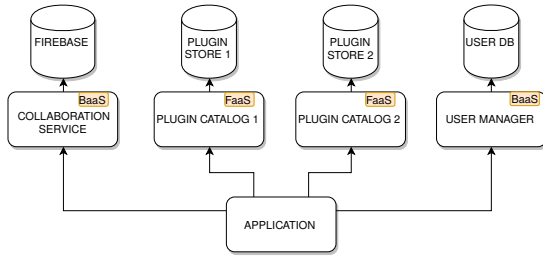 FIREBASE
PLUGIN
STORE 1
PLUGIN
STORE 2
USER DB
BaaS
COLLABORATION
SERVICE
FaaS
PLUGIN CATALOG 1
FaaS
PLUGIN CATALOG 2
BaaS
USER MANAGER
APPLICATION